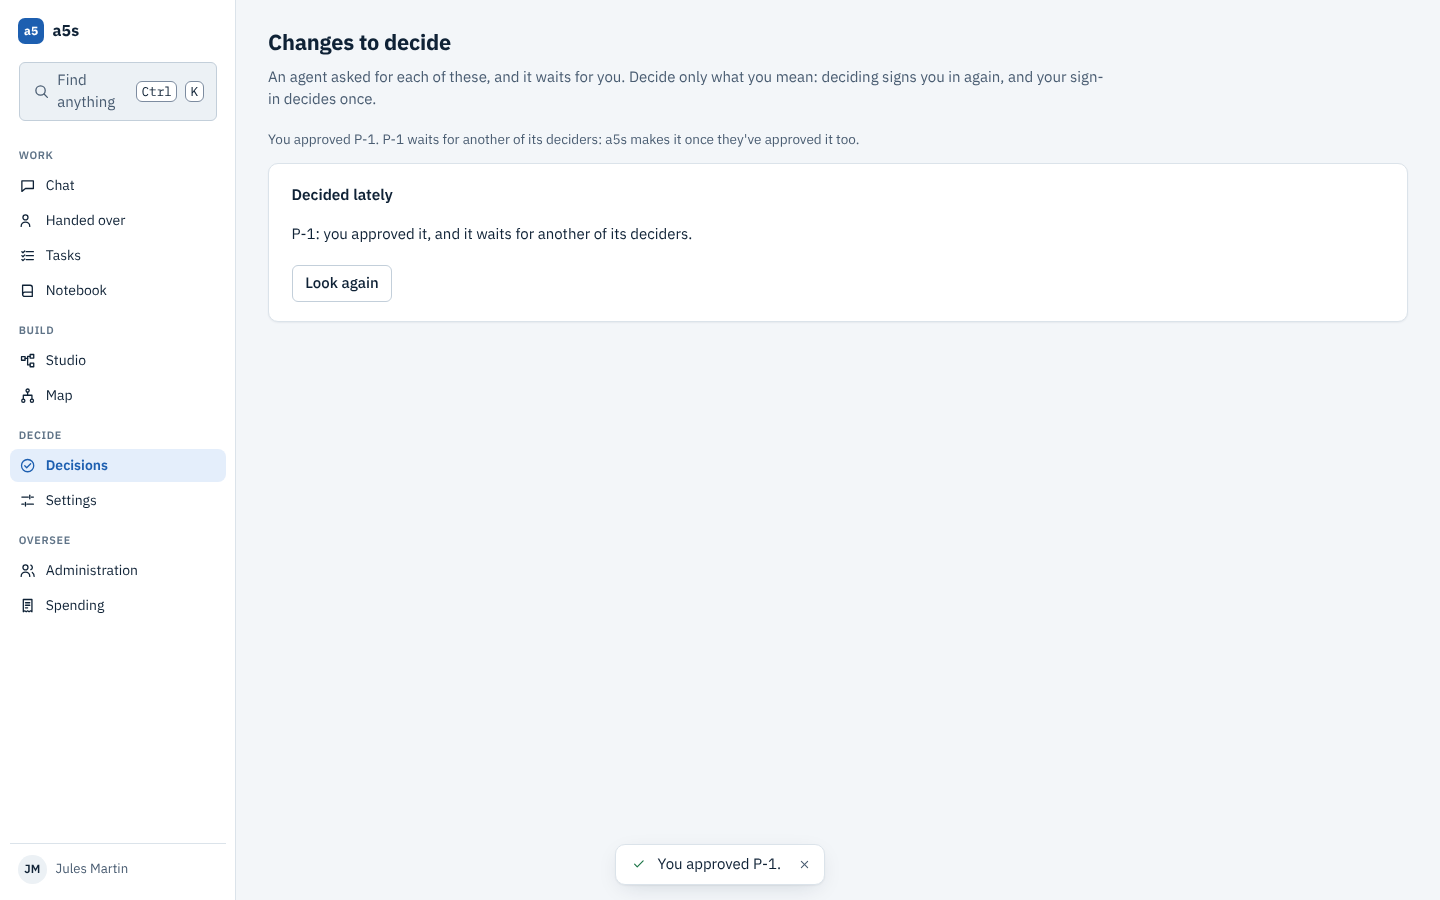 a5 a5s
Find
anything
Ctrl K
WORK
Chat
Handed over
Tasks
Notebook
BUILD
Studio
Map
DECIDE
Decisions
Settings
OVERSEE
Administration
Spending
JM Jules Martin
Changes to decide
An agent asked for each of these, and it waits for you. Decide only what you mean: deciding signs you in again, and your sign-
in decides once.
You approved P-1. P-1 waits for another of its deciders: a5s makes it once they've approved it too.
Decided lately
P-1: you approved it, and it waits for another of its deciders.
Look again
You approved P-1.